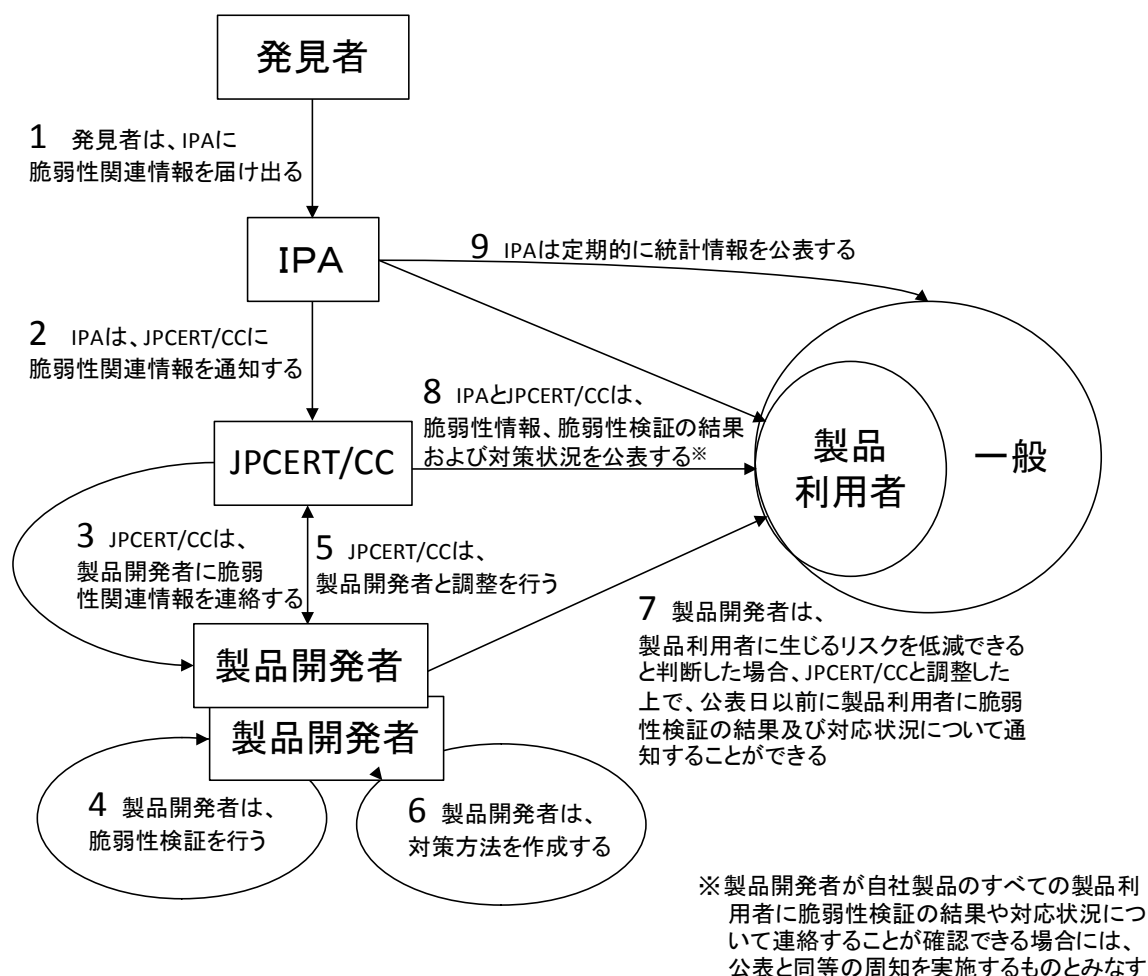 発見者
1 発見者は、IPAに
脆弱性関連情報を届け出る
IPA
9 IPAは定期的に統計情報を公表する
2 IPAは、JPCERT/CCに
脆弱性関連情報を通知する
8 IPAとJPCERT/CCは、
脆弱性情報、脆弱性検証の結果
および対策状況を公表する※
JPCERT/CC
製品
利用者
一般
3 JPCERT/CCは、
製品開発者に脆弱
性関連情報を連絡する
5 JPCERT/CCは、
製品開発者と調整を行う
製品開発者
製品開発者
7 製品開発者は、
製品利用者に生じるリスクを低減できる
と判断した場合、JPCERT/CCと調整した
上で、公表日以前に製品利用者に脆弱
性検証の結果及び対応状況について通
知することができる
4 製品開発者は、
脆弱性検証を行う
6 製品開発者は、
対策方法を作成する
※製品開発者が自社製品のすべての製品利
用者に脆弱性検証の結果や対応状況につ
いて連絡することが確認できる場合には、
公表と同等の周知を実施するものとみなす